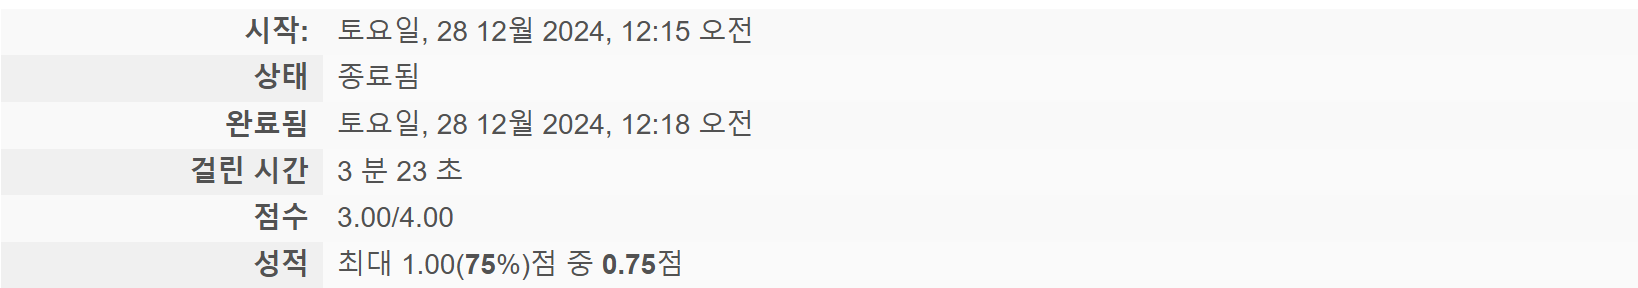 시작: 토요일, 28 12월 2024, 12:15 오전
상태 종료됨
완료됨 토요일, 28 12월 2024, 12:18 오전
걸린 시간 3 분 23 초
점수 3.00/4.00
성적 최대 1.00(75%)점 중 0.75점